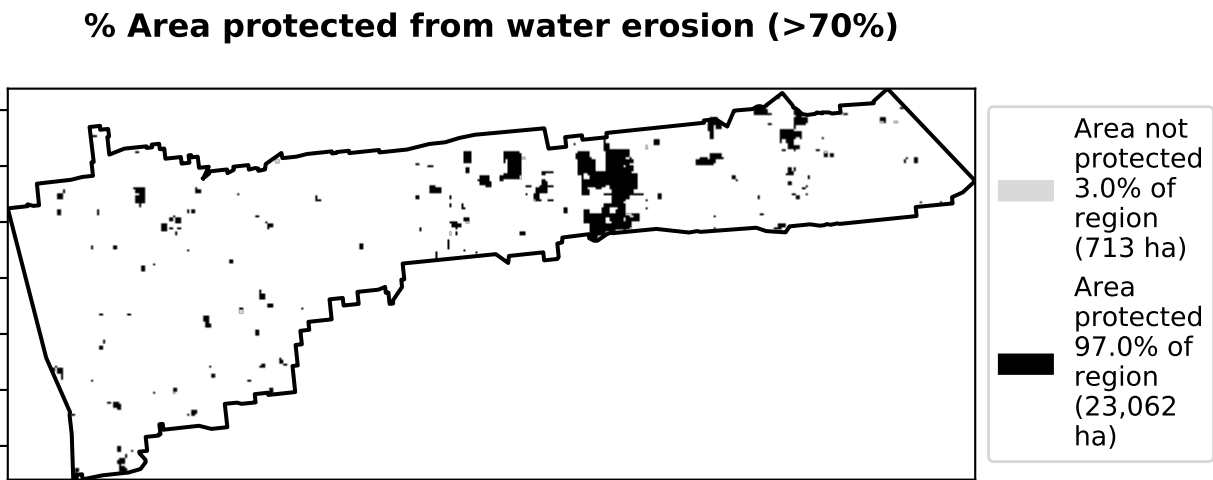 % Area protected from water erosion (>70%)
Area not
protected
3.0% of
region
(713 ha)
Area
protected
97.0% of
region
(23,062
ha)